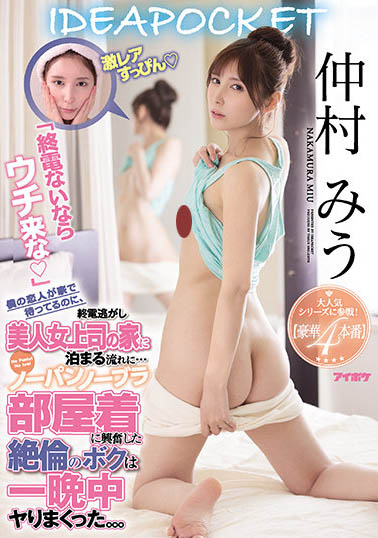 IDEAPOCKET
激レア
すっぴん♡
仲村みう
NAKAMURA MIU
「終電ないなら
ウチ来な♡」
僕の恋人が家で
待ってるのに、
終電逃がし
美人女上司の家に
泊まる流れに…
No Panties No Bra!
ノーパンノーブラ
部屋着
に興奮した
絶倫のボクは
一晩中
ヤりまくった…。
大人気
シリーズに参戦!
【豪華4本番】
アイポケ